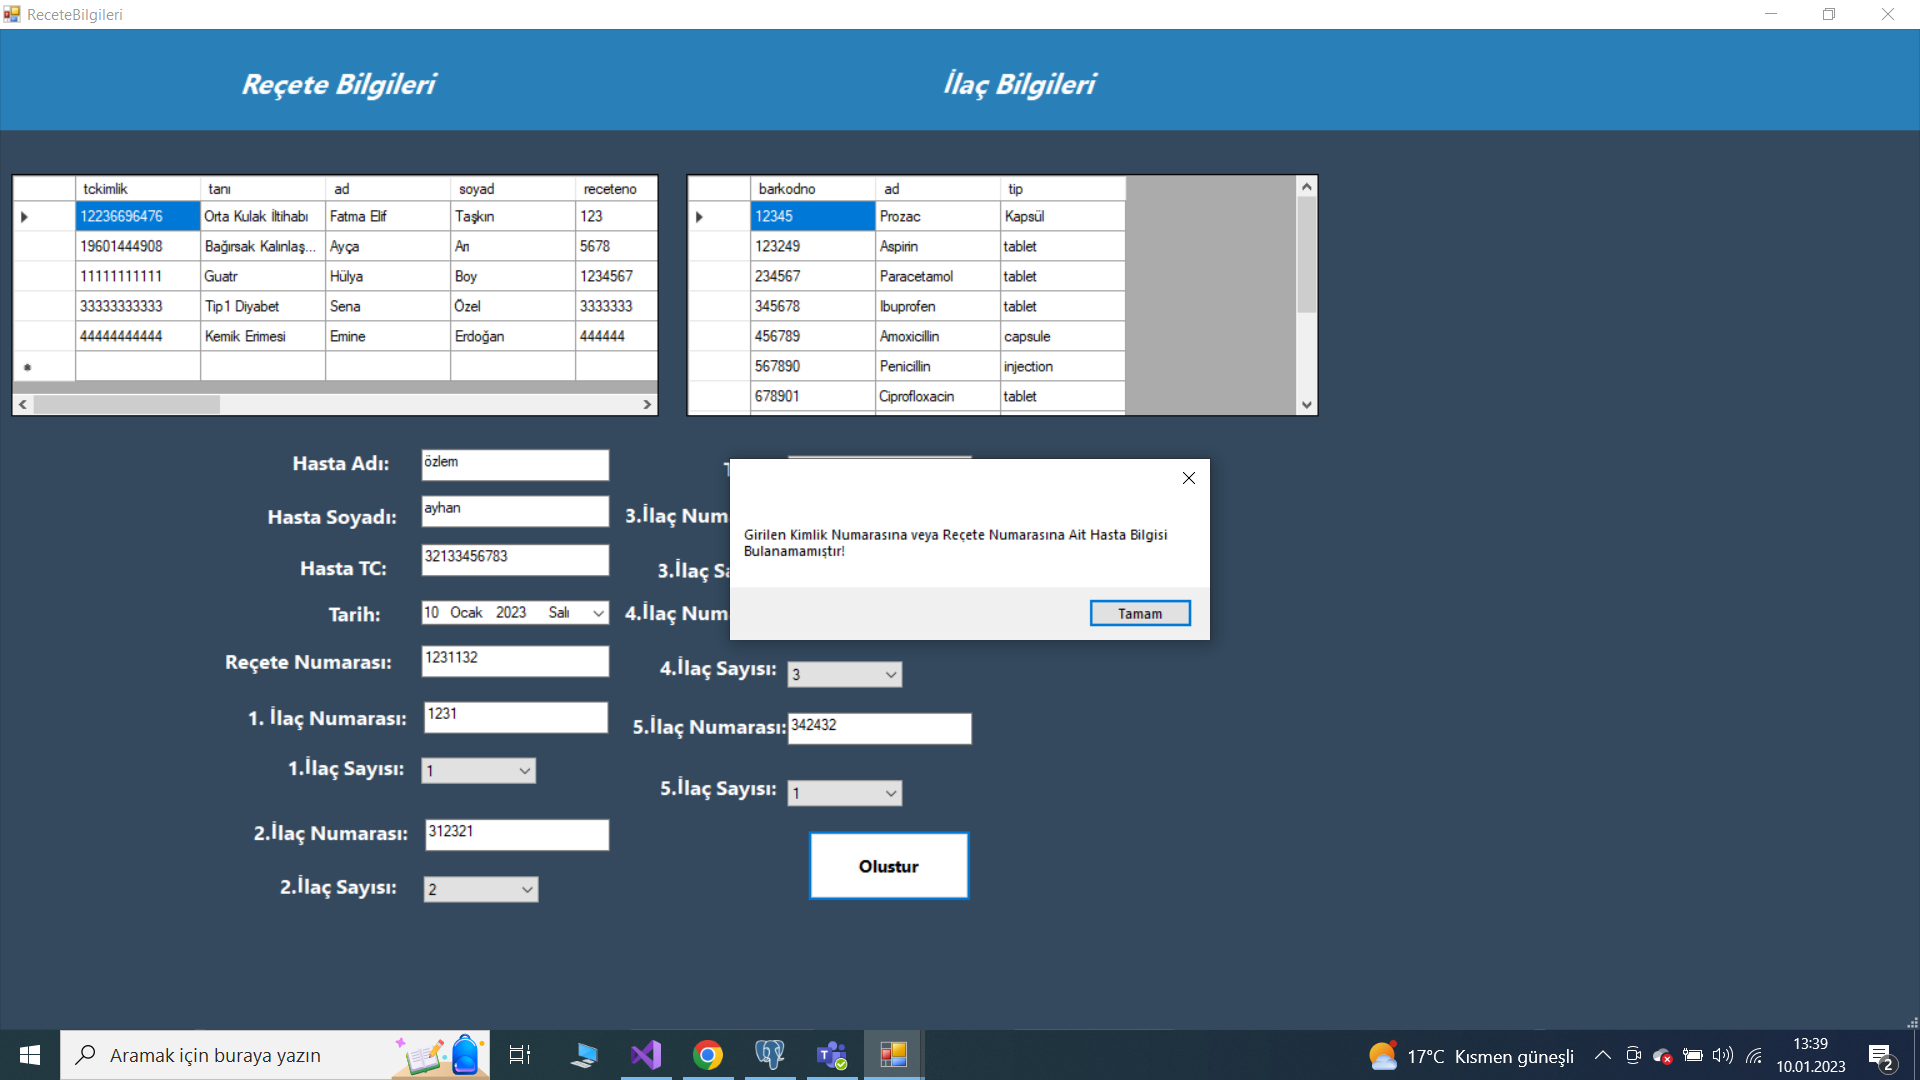 ReceteBilgileri
Reçete Bilgileri
İlaç Bilgileri
tckimlik tanı ad soyad receteno
12236696476 Orta Kulak İltihabı Fatma Elif Taşkın 123
19601444908 Bağırsak Kalınlaş... Ayça Arı 5678
11111111111 Guatr Hülya Boy 1234567
33333333333 Tip1 Diyabet Sena Özel 3333333
44444444444 Kemik Erimesi Emine Erdoğan 444444
barkodno ad tip
12345 Prozac Kapsül
123249 Aspirin tablet
234567 Paracetamol tablet
345678 Ibuprofen tablet
456789 Amoxicillin capsule
567890 Penicillin injection
678901 Ciprofloxacin tablet
Hasta Adı: özlem
Hasta Soyadı: ayhan
Hasta TC: 32133456783
Tarih: 10 Ocak 2023 Salı
Reçete Numarası: 1231132
1. İlaç Numarası: 1231
1.İlaç Sayısı: 1
2.İlaç Numarası: 312321
2.İlaç Sayısı: 2
3.İlaç Num
3.İlaç Sa
4.İlaç Num
4.İlaç Sayısı: 3
5.İlaç Numarası: 342432
5.İlaç Sayısı: 1
Olustur
Girilen Kimlik Numarasına veya Reçete Numarasına Ait Hasta Bilgisi
Bulanamamıştır!
Tamam
Aramak için buraya yazın
17°C Kısmen güneşli
13:39
10.01.2023
2